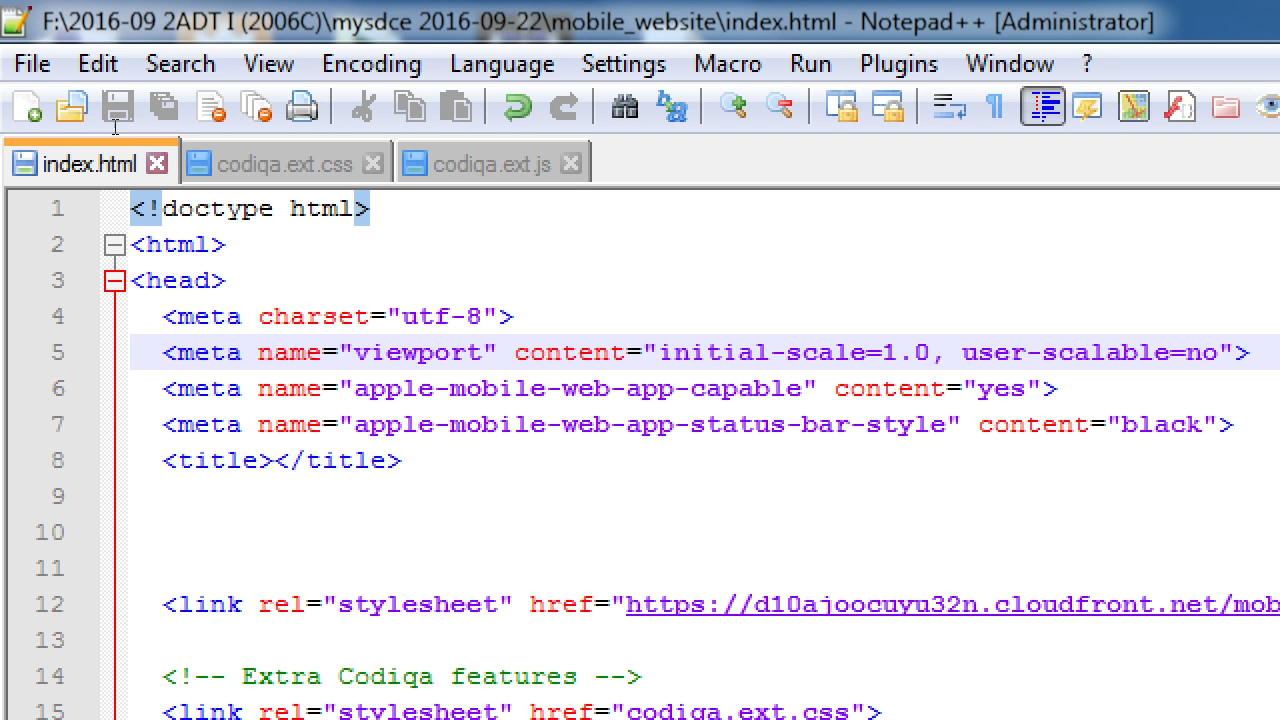 F:\2016-09 2ADT I (2006C)\mysdce 2016-09-22\mobile_website\index.html - Notepad++ [Administrator]
File Edit Search View Encoding Language Settings Macro Run Plugins Window ?
index.html codiqa.ext.css codiqa.ext.js
1 <!doctype html>
2 <html>
3 <head>
4 <meta charset="utf-8">
5 <meta name="viewport" content="initial-scale=1.0, user-scalable=no">
6 <meta name="apple-mobile-web-app-capable" content="yes">
7 <meta name="apple-mobile-web-app-status-bar-style" content="black">
8 <title></title>
9
10
11
12 <link rel="stylesheet" href="https://d10ajoocuyu32n.cloudfront.net/mob
13
14 <!-- Extra Codiqa features -->
15 <link rel="stylesheet" href="codiqa.ext.css">